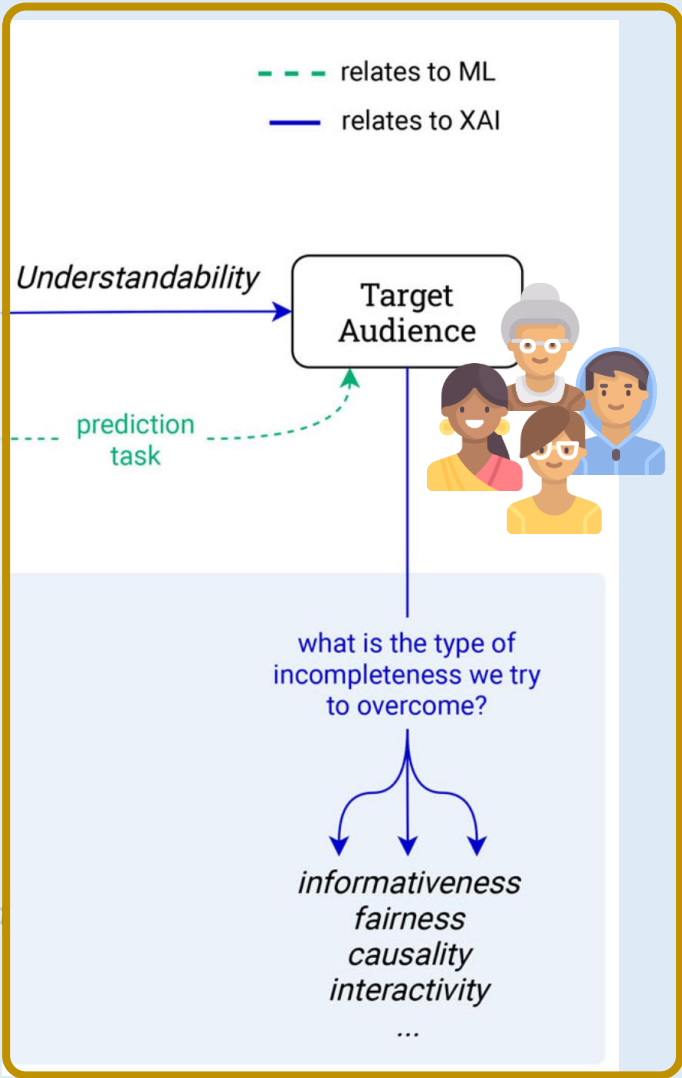 relates to ML
relates to XAI
Understandability
Target
Audience
prediction
task
what is the type of
incompleteness we try
to overcome?
informativeness
fairness
causality
interactivity
...